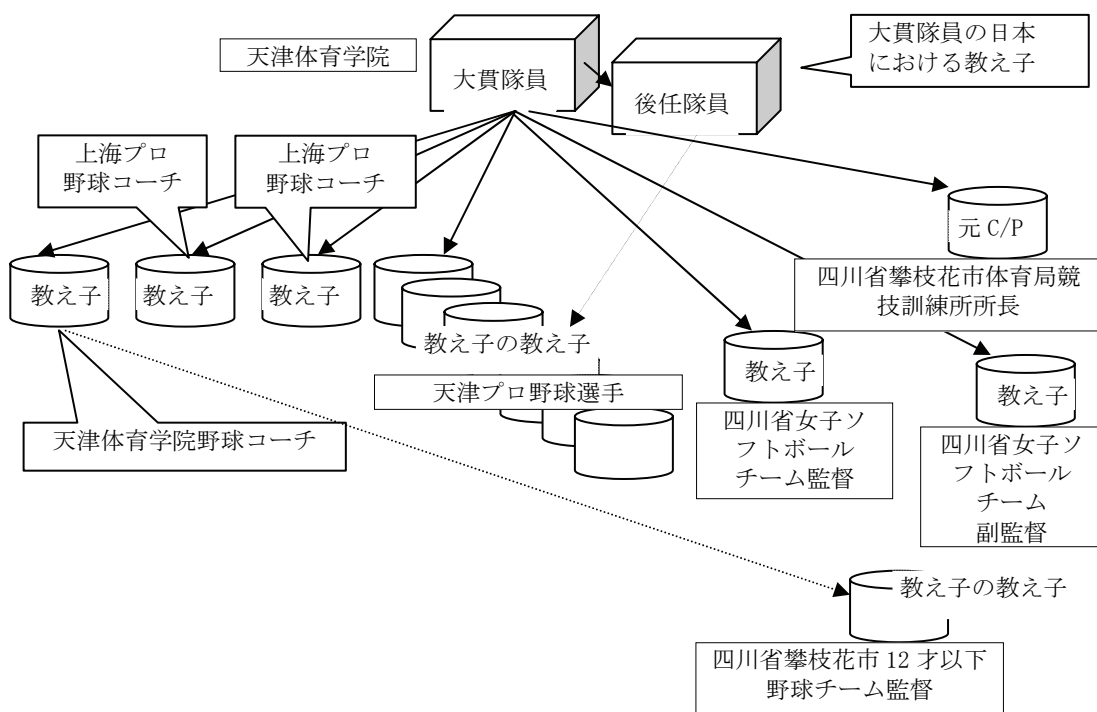 大貫隊員の日本
における教え子
天津体育学院
大貫隊員
後任隊員
上海プロ
野球コーチ
上海プロ
野球コーチ
元 C/P
四川省攀枝花市体育局競
技訓練所所長
教え子
教え子
教え子
教え子の教え子
天津プロ野球選手
教え子
四川省女子ソ
フトボール
チーム監督
教え子
四川省女子ソ
フトボール
チーム
副監督
天津体育学院野球コーチ
教え子の教え子
四川省攀枝花市 12 才以下
野球チーム監督